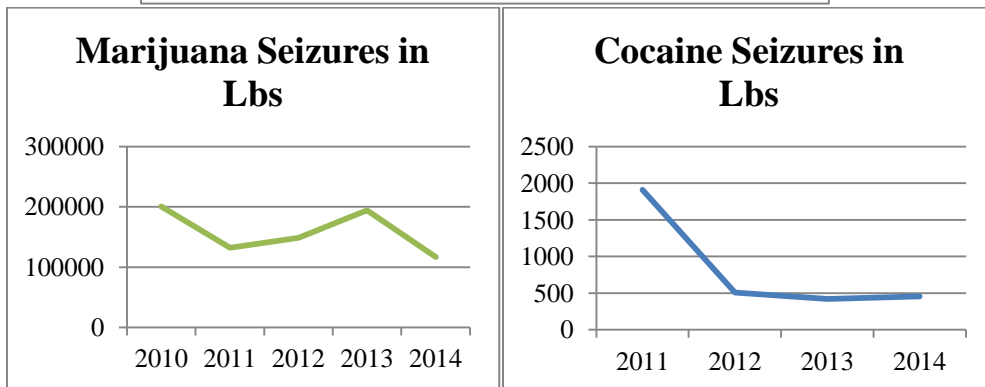 Marijuana Seizures in
Lbs
300000
200000
100000
0
2010 2011 2012 2013 2014
Cocaine Seizures in
Lbs
2500
2000
1500
1000
500
0
2011 2012 2013 2014